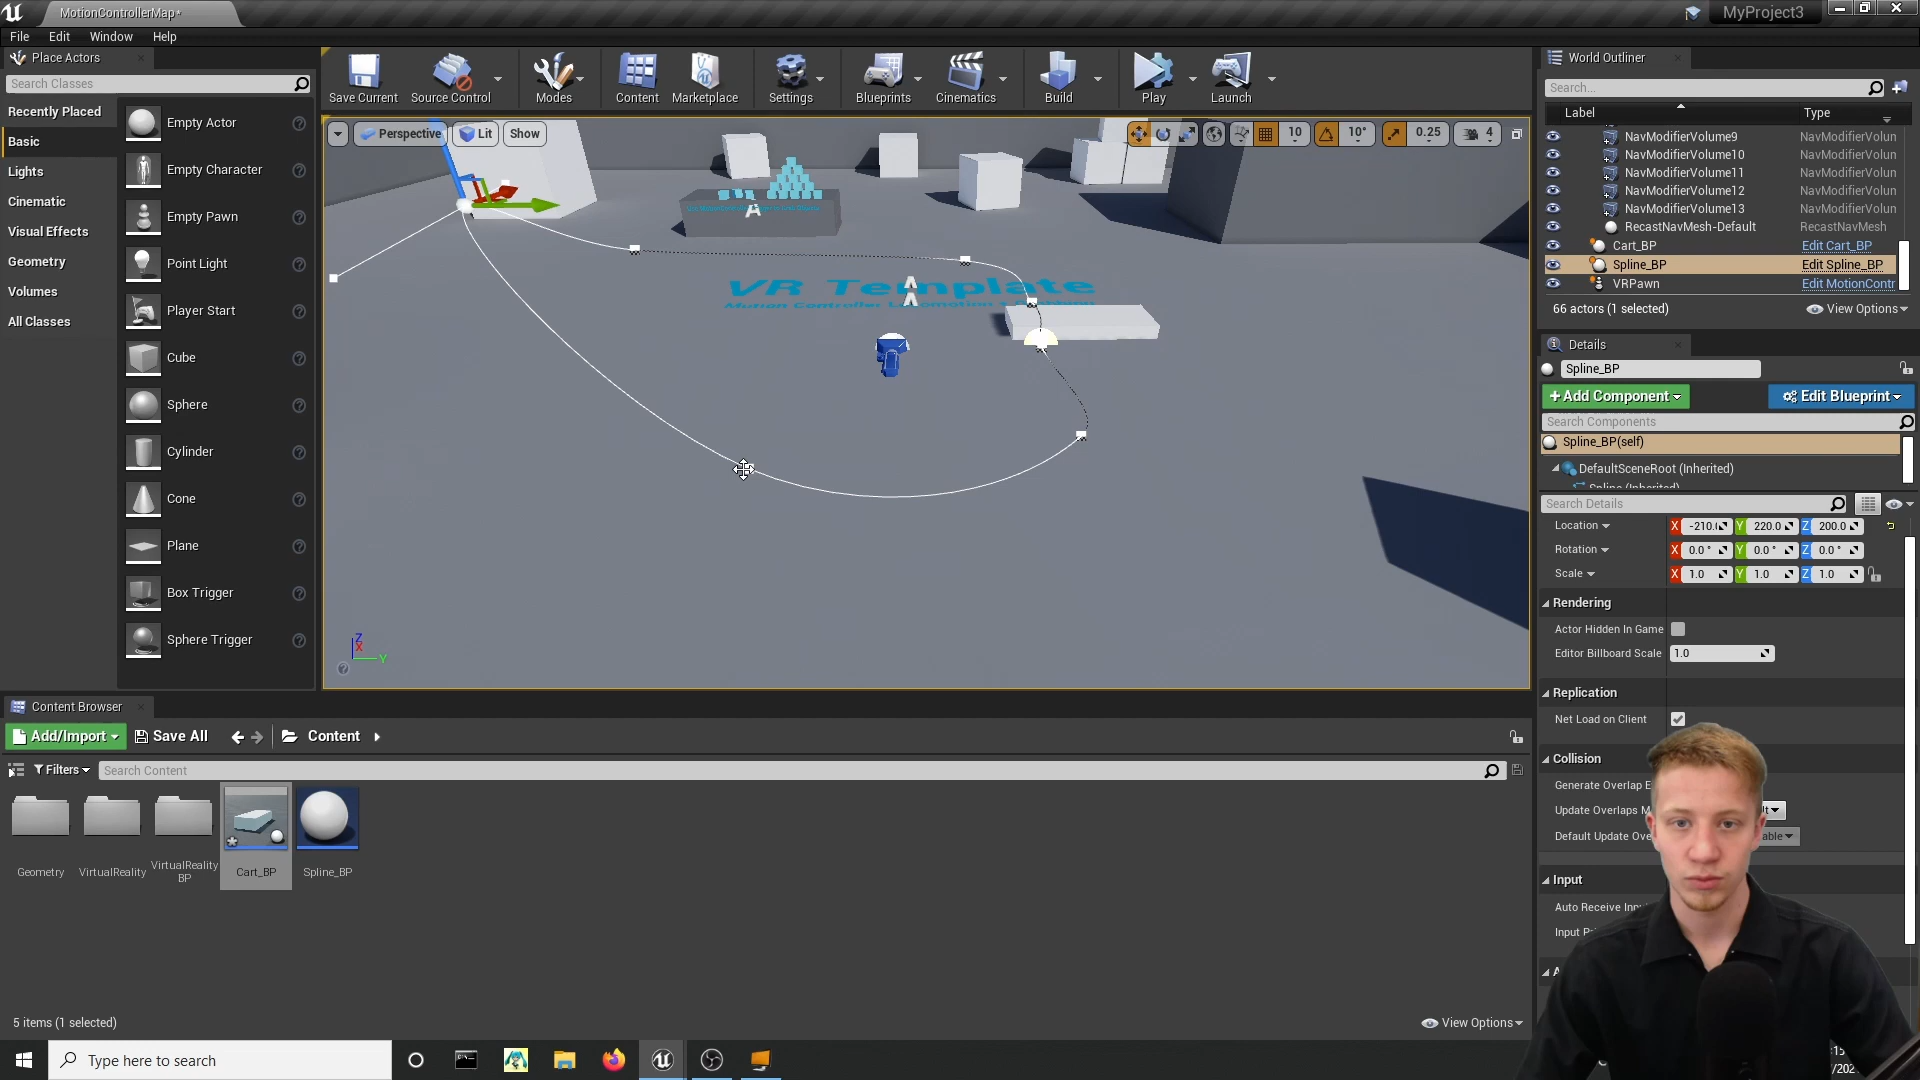 MotionControllerMap*
MyProject3
File Edit Window Help
Place Actors
Search Classes
Recently Placed
Basic
Lights
Cinematic
Visual Effects
Geometry
Volumes
All Classes
Empty Actor
Empty Character
Empty Pawn
Point Light
Player Start
Cube
Sphere
Cylinder
Cone
Plane
Box Trigger
Sphere Trigger
Save Current
Source Control
Modes
Content
Marketplace
Settings
Blueprints
Cinematics
Build
Play
Launch
Perspective
Lit
Show
10
10°
0.25
4
VR Template
Z
X
Y
World Outliner
Search...
Label
Type
NavModifierVolume9 NavModifierVolun
NavModifierVolume10 NavModifierVolun
NavModifierVolume11 NavModifierVolun
NavModifierVolume12 NavModifierVolun
NavModifierVolume13 NavModifierVolun
RecastNavMesh-Default RecastNavMesh
Cart_BP Edit Cart_BP
Spline_BP Edit Spline_BP
VRPawn Edit MotionContr
66 actors (1 selected)
View Options
Details
Spline_BP
+Add Component
Edit Blueprint
Search Components
Spline_BP(self)
DefaultSceneRoot (Inherited)
Spline (Inherited)
Search Details
Location X -210.( Y 220.0 Z 200.0
Rotation X 0.0 ° Y 0.0 ° Z 0.0 °
Scale X 1.0 Y 1.0 Z 1.0
Rendering
Actor Hidden In Game
Editor Billboard Scale 1.0
Replication
Net Load on Client
Collision
Generate Overlap E
Update Overlaps M
Default Update Ove
Input
Auto Receive Inpu
Input Pri
Content Browser
Add/Import
Save All
Content
Filters
Search Content
Geometry
VirtualReality
VirtualReality
BP
Cart_BP
Spline_BP
5 items (1 selected)
View Options
Type here to search